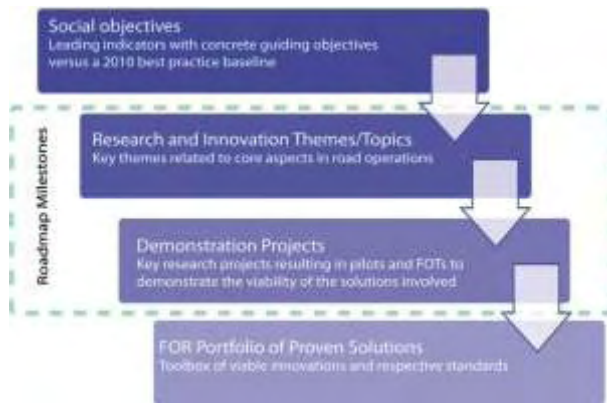 Social objectives
Leading indicators with concrete guiding objectives
versus a 2010 best practice baseline
Roadmap Milestones
Research and Innovation Themes/Topics
Key themes related to core aspects in road operations
Demonstration Projects
Key research projects resulting in pilots and FOTs to
demonstrate the viability of the solutions involved
FOR Portfolio of Proven Solutions
Toolbox of viable innovations and respective standards